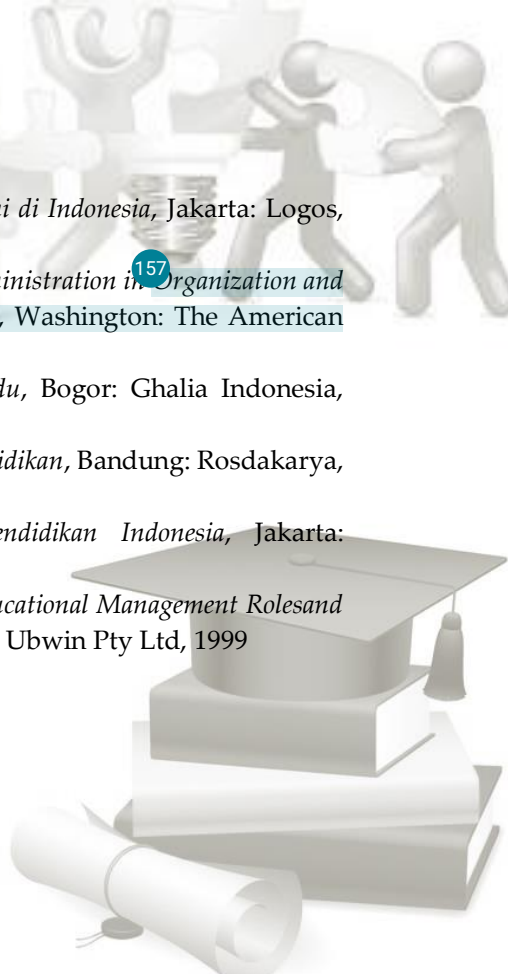 i di Indonesia, Jakarta: Logos,
157
inistration in Organization and
, Washington: The American
du, Bogor: Ghalia Indonesia,
idikan, Bandung: Rosdakarya,
endidikan Indonesia, Jakarta:
ucational Management Rolesand
Ubwin Pty Ltd, 1999